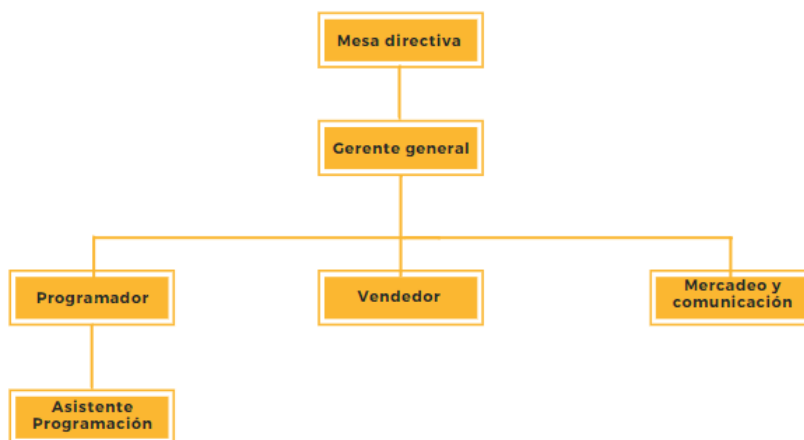 Mesa directiva
Gerente general
Programador
Vendedor
Mercadeo y
comunicación
Asistente
Programación